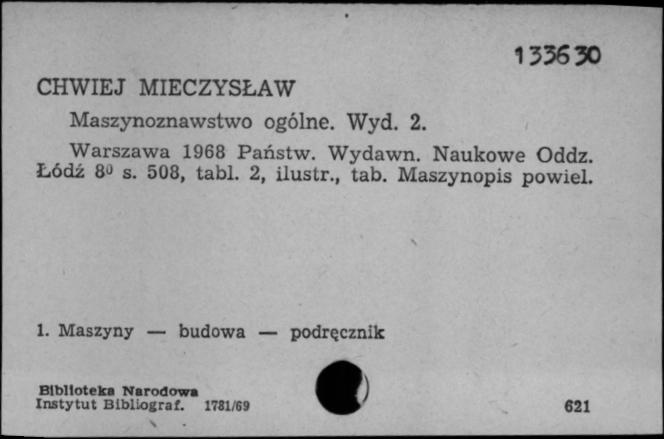 133630
CHWIEJ MIECZYSŁAW
Maszynoznawstwo ogólne. Wyd. 2.
Warszawa 1968 Państw. Wydawn. Naukowe Oddz.
Łódź 8⁰ s. 508, tabl. 2, ilustr., tab. Maszynopis powiel.
1. Maszyny — budowa — podręcznik
Biblioteka Narodowa
Instytut Bibliograf. 1781/69
621